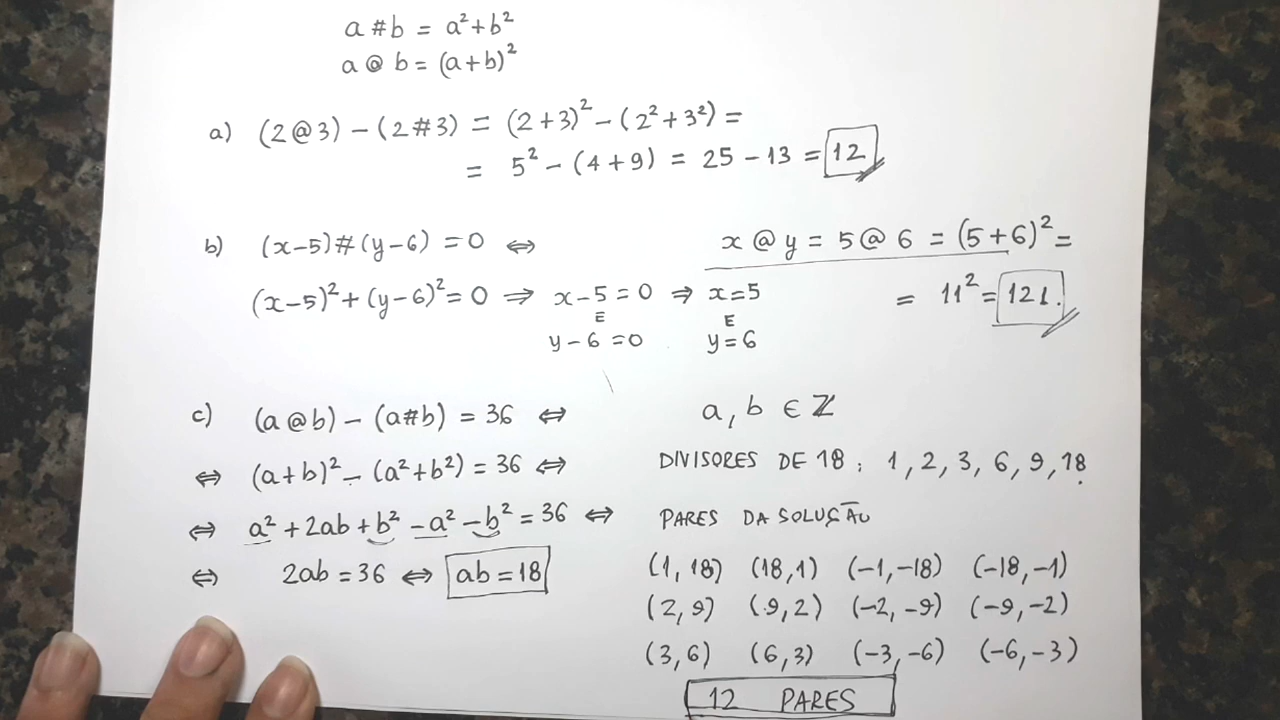 a # b = a² + b²
a @ b = (a+b)²
a) (2@3) − (2#3) = (2+3)² − (2² + 3²) =
= 5² − (4+9) = 25 − 13 = 12
b) (x−5)#(y−6) = 0 ⇔
(x−5)² + (y−6)² = 0 ⇒ x−5 = 0 ⇒ x=5
E E
y−6 = 0 y=6
x @ y = 5 @ 6 = (5+6)² =
= 11² = 121.
c) (a@b) − (a#b) = 36 ⇔
⇔ (a+b)² − (a²+b²) = 36 ⇔
⇔ a² + 2ab + b² − a² − b² = 36 ⇔
⇔ 2ab = 36 ⇔ ab = 18
a, b ∈ ℤ
DIVISORES DE 18 : 1, 2, 3, 6, 9, 18
PARES DA SOLUÇÃO
(1, 18) (18, 1) (−1, −18) (−18, −1)
(2, 9) (9, 2) (−2, −9) (−9, −2)
(3, 6) (6, 3) (−3, −6) (−6, −3)
12 PARES